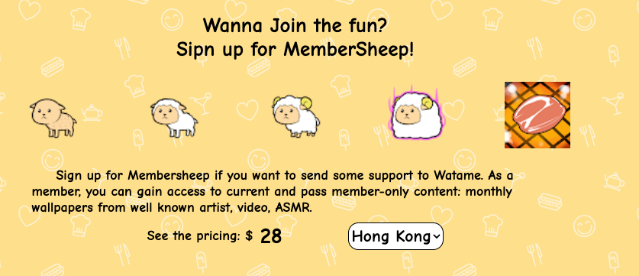 Wanna Join the fun?
Sipn up for MemberSheep!
Sign up for Membersheep if you want to send some support to Watame. As a
member, you can gain access to current and pass member-only content: monthly
wallpapers from well known artist, video, ASMR.
See the pricing: $ 28 Hong Kong